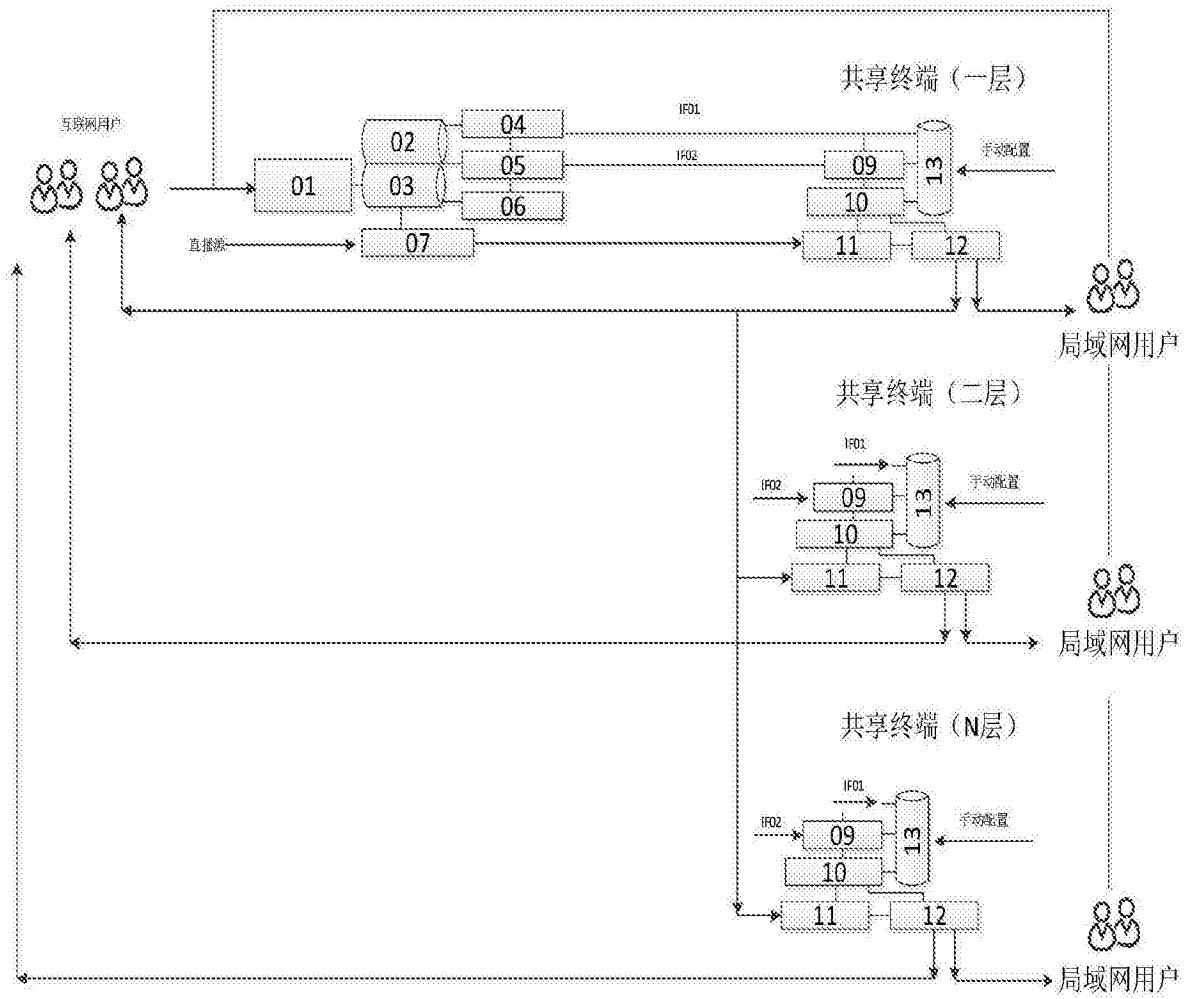 共享终端（一层）
互联网用户
01
02
03
04
05
06
07
IF01
IF02
09
10
11
12
13
手动配置
直播源
局域网用户
共享终端（二层）
IF01
IF02
09
10
11
12
13
手动配置
局域网用户
共享终端（N层）
IF01
IF02
09
10
11
12
13
手动配置
局域网用户